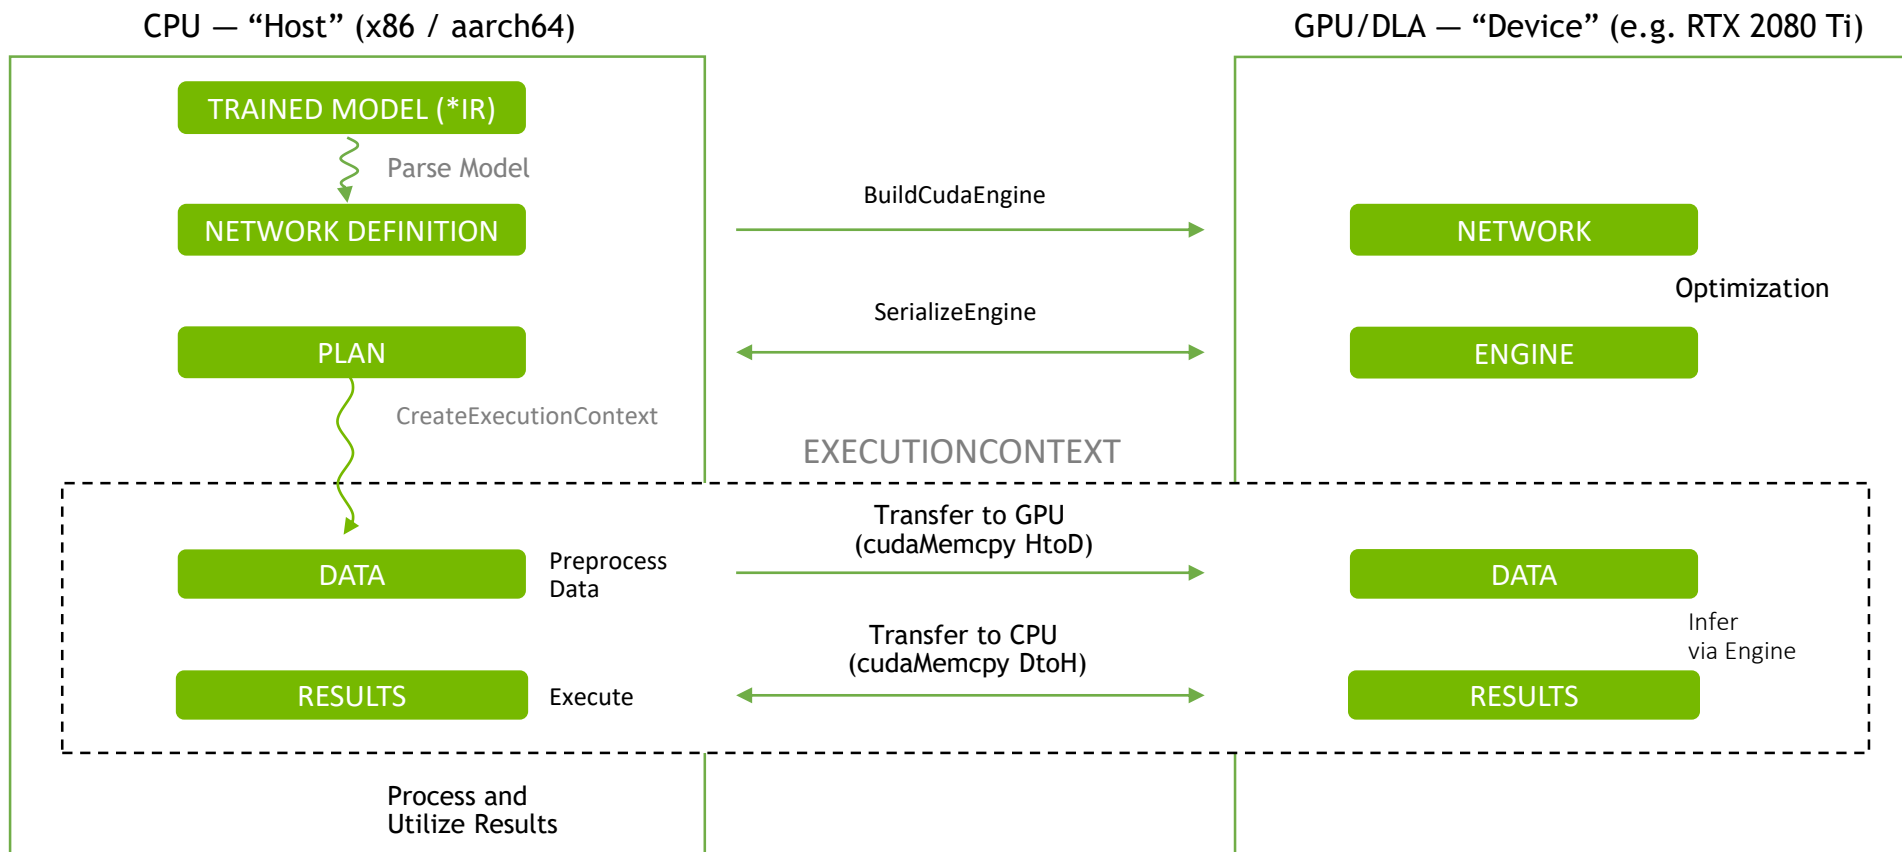 CPU — “Host” (x86 / aarch64)
GPU/DLA — “Device” (e.g. RTX 2080 Ti)
TRAINED MODEL (*IR)
Parse Model
BuildCudaEngine
NETWORK DEFINITION
NETWORK
Optimization
SerializeEngine
PLAN
ENGINE
CreateExecutionContext
EXECUTIONCONTEXT
Transfer to GPU
(cudaMemcpy HtoD)
DATA
Preprocess
Data
DATA
Infer
via Engine
Transfer to CPU
(cudaMemcpy DtoH)
RESULTS
Execute
RESULTS
Process and
Utilize Results